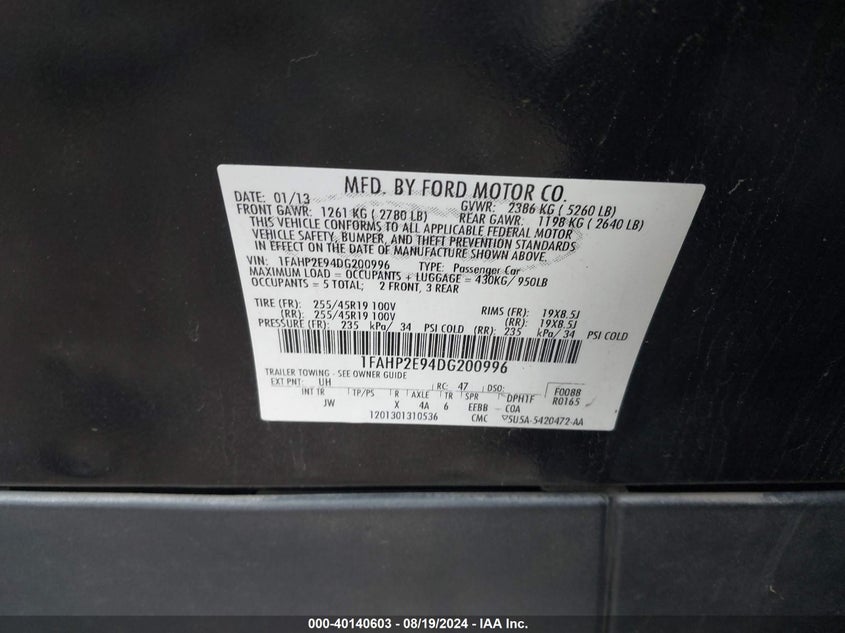 MFD. BY FORD MOTOR CO.
DATE: 01/13 GVWR: 2386 KG ( 5260 LB)
FRONT GAWR: 1261 KG ( 2780 LB) REAR GAWR: 1198 KG ( 2640 LB)
THIS VEHICLE CONFORMS TO ALL APPLICABLE FEDERAL MOTOR
VEHICLE SAFETY, BUMPER, AND THEFT PREVENTION STANDARDS
IN EFFECT ON THE DATE OF MANUFACTURE SHOWN ABOVE.
VIN: 1FAHP2E94DG200996 TYPE: Passenger Car
MAXIMUM LOAD = OCCUPANTS + LUGGAGE = 430KG/ 950LB
OCCUPANTS = 5 TOTAL; 2 FRONT, 3 REAR
TIRE (FR): 255/45R19 100V RIMS (FR): 19X8.5J
(RR): 255/45R19 100V (RR): 19X8.5J
PRESSURE (FR): 235 kPa/ 34 PSI COLD (RR): 235 kPa/ 34 PSI COLD
1FAHP2E94DG200996
TRAILER TOWING - SEE OWNER GUIDE
EXT PNT: UH RC: 47 DSO: F0088
INT TR TP/PS R AXLE TR SPR DPHTF R0165
JW X 4A 6 EEBB C0A
1201301310536 CMC 5U5A-5420472-AA
000-40140603 - 08/19/2024 - IAA Inc.